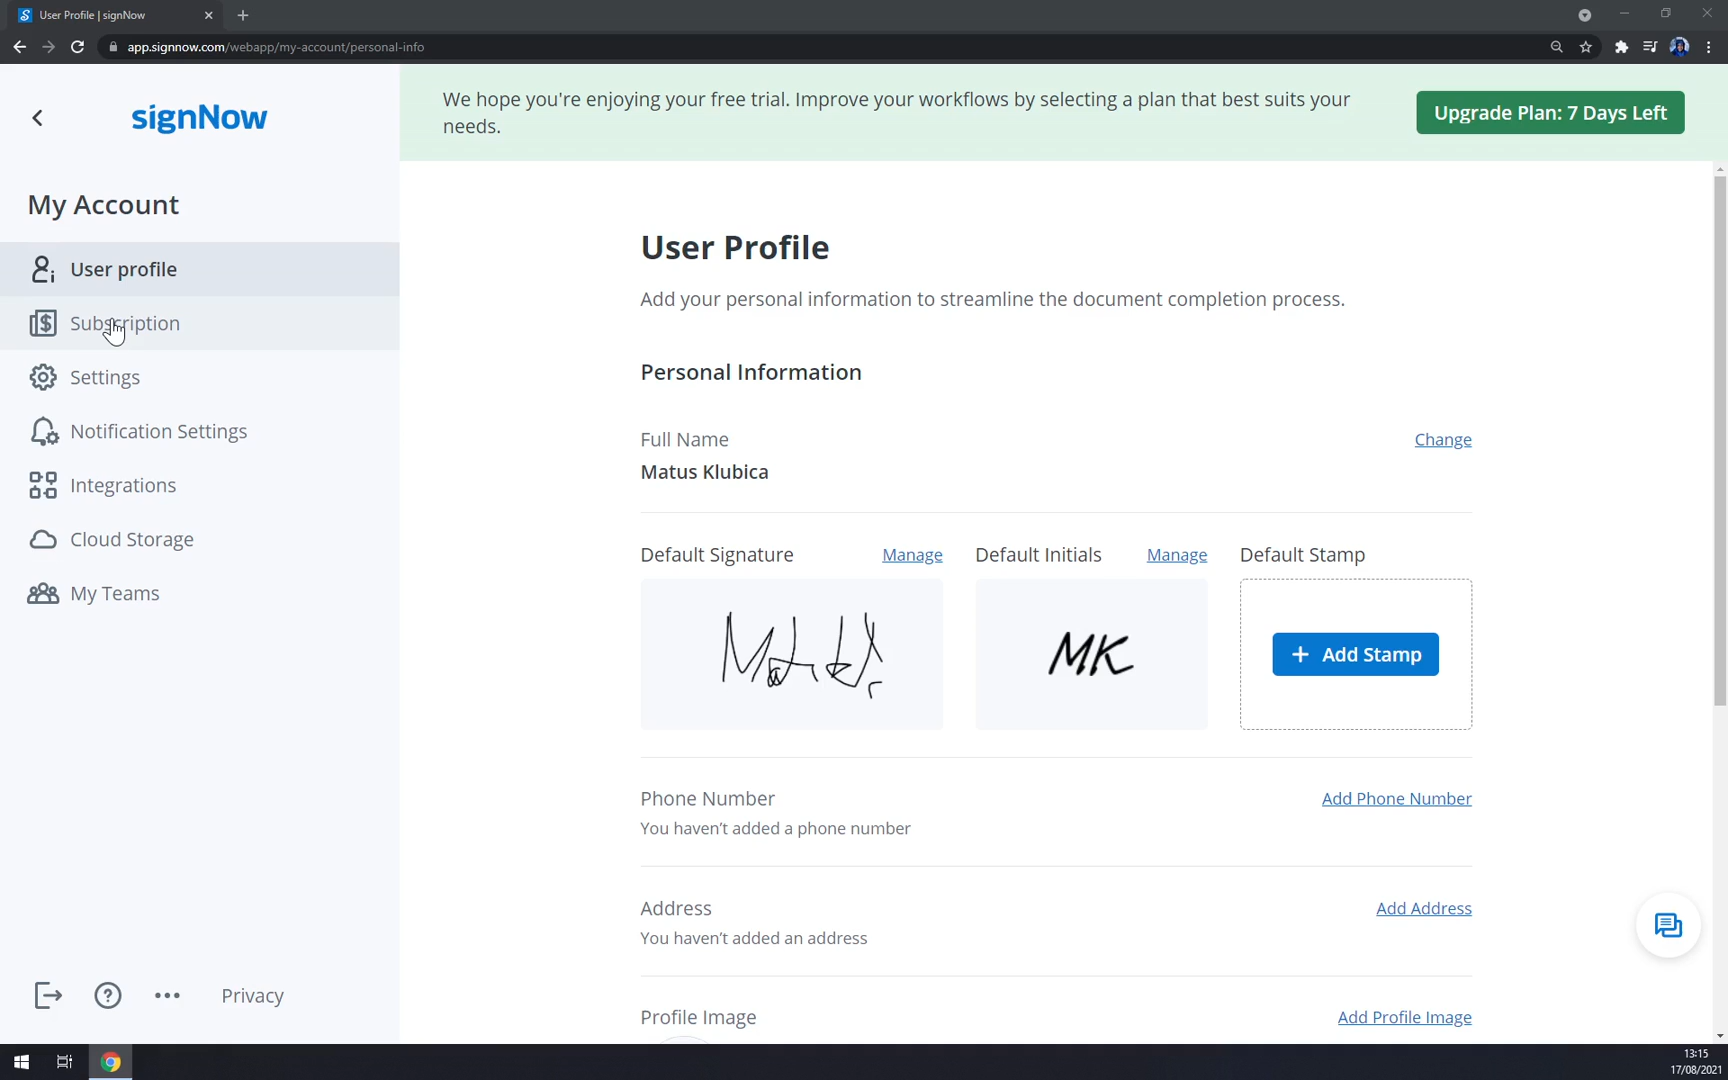 User Profile | signNow
app.signnow.com/webapp/my-account/personal-info
signNow
We hope you're enjoying your free trial. Improve your workflows by selecting a plan that best suits your
needs.
Upgrade Plan: 7 Days Left
My Account
User profile
Subscription
Settings
Notification Settings
Integrations
Cloud Storage
My Teams
Privacy
User Profile
Add your personal information to streamline the document completion process.
Personal Information
Full Name
Change
Matus Klubica
Default Signature
Manage
Default Initials
Manage
Default Stamp
MK
+ Add Stamp
Phone Number
Add Phone Number
You haven't added a phone number
Address
Add Address
You haven't added an address
Profile Image
Add Profile Image
13:15
17/08/2021